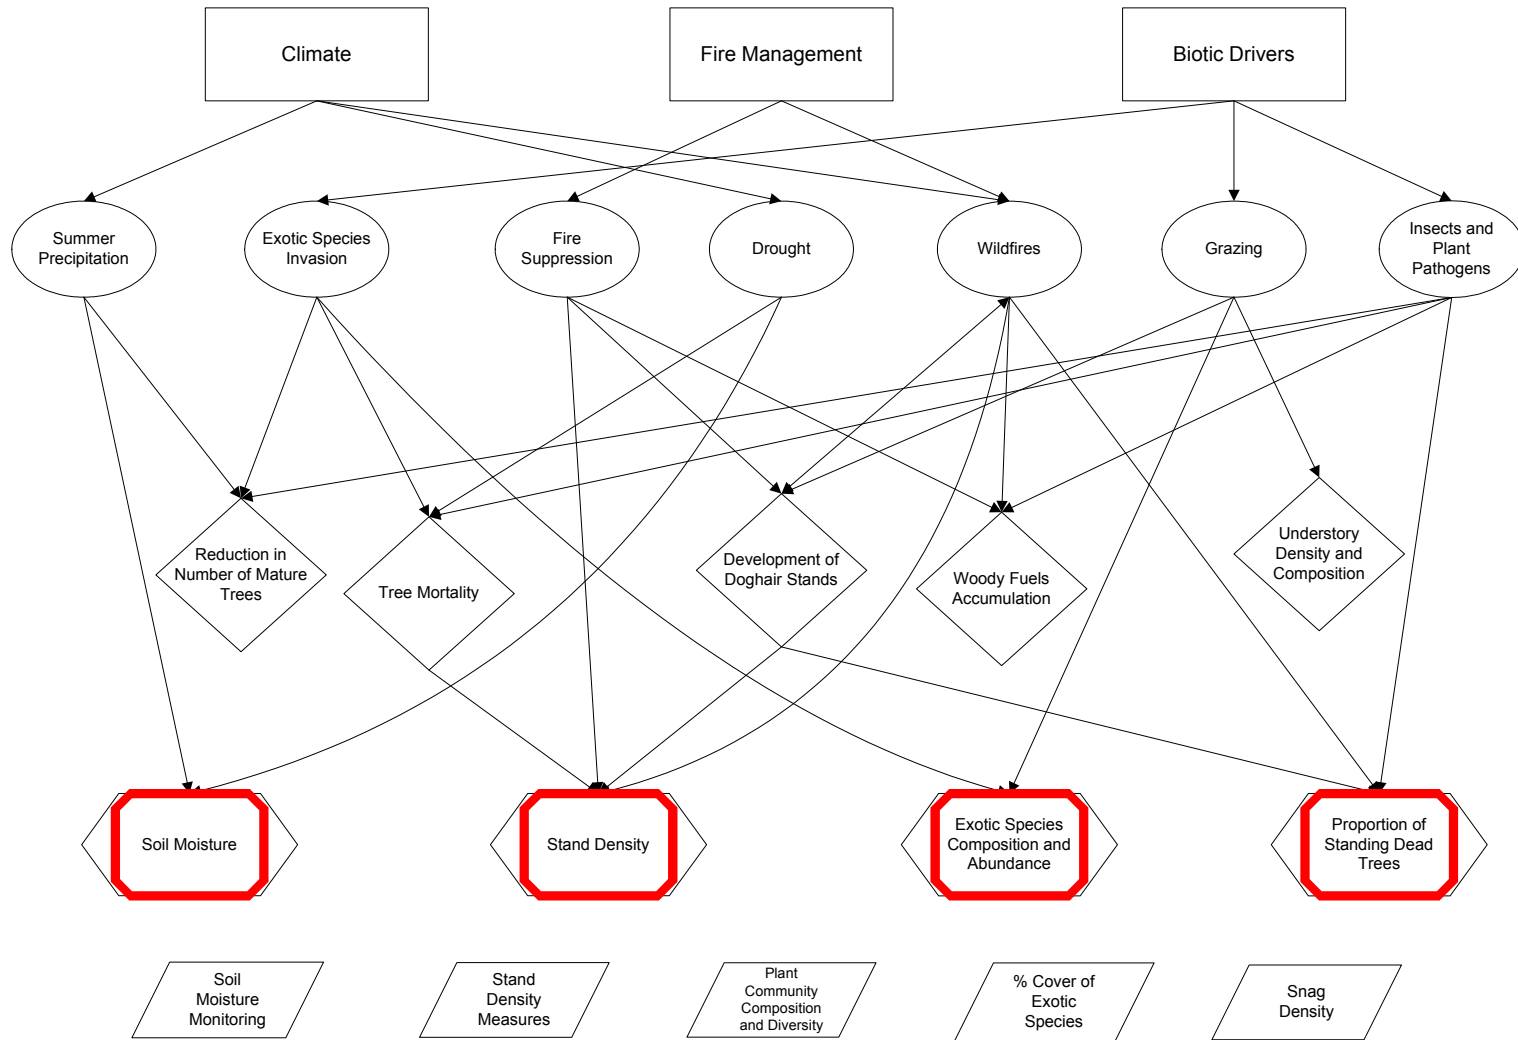 Climate
Fire Management
Biotic Drivers
Summer
Precipitation
Exotic Species
Invasion
Fire
Suppression
Drought
Wildfires
Grazing
Insects and
Plant
Pathogens
Reduction in
Number of Mature
Trees
Tree Mortality
Development of
Doghair Stands
Woody Fuels
Accumulation
Understory
Density and
Composition
Soil Moisture
Stand Density
Exotic Species
Composition and
Abundance
Proportion of
Standing Dead
Trees
Soil
Moisture
Monitoring
Stand
Density
Measures
Plant
Community
Composition
and Diversity
% Cover of
Exotic
Species
Snag
Density